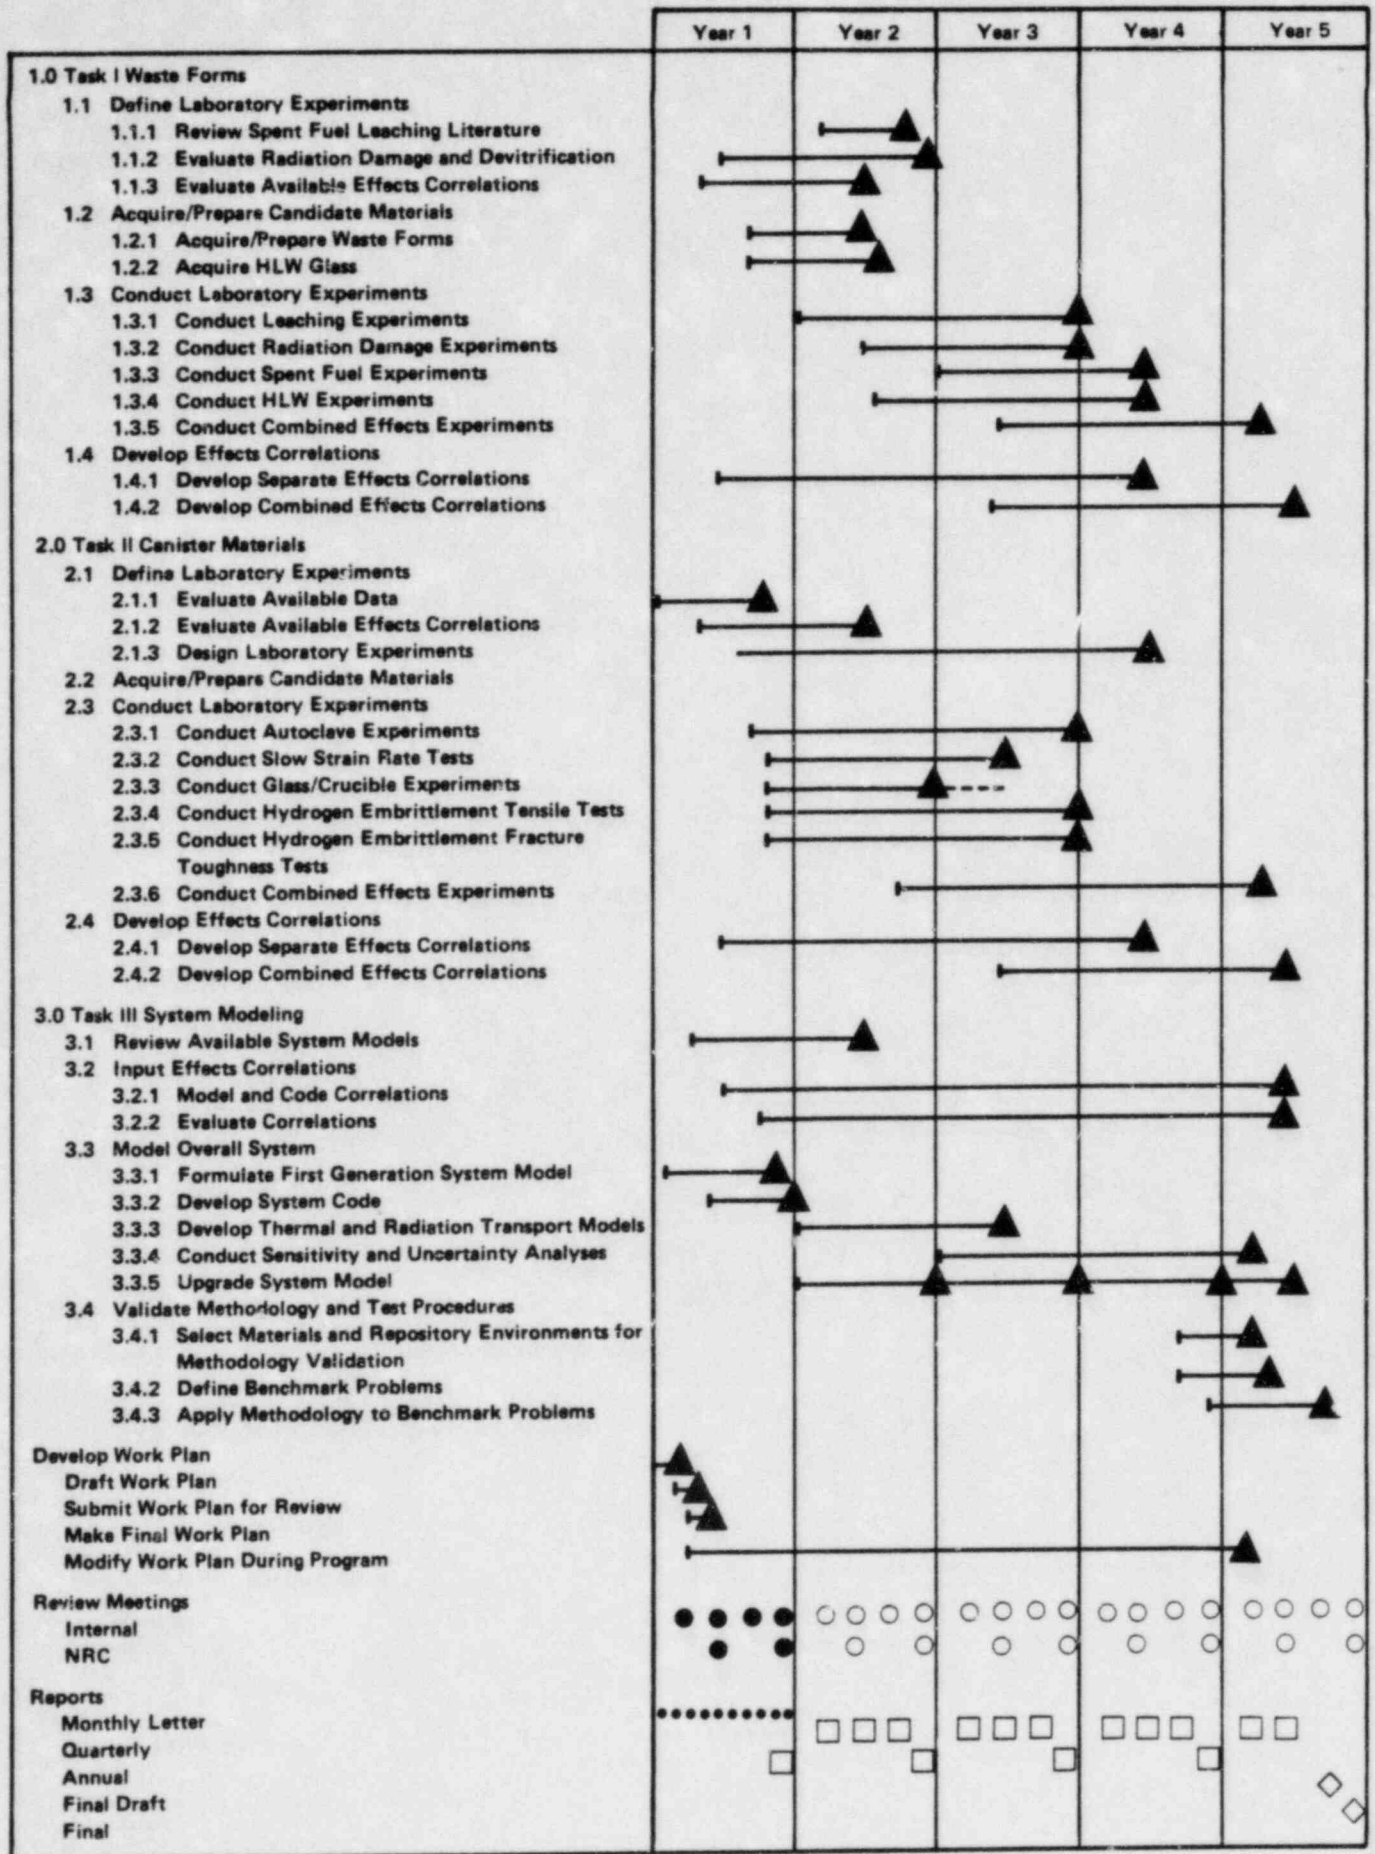 Year 1 Year 2 Year 3 Year 4 Year 5
1.0 Task I Waste Forms
1.1 Define Laboratory Experiments
1.1.1 Review Spent Fuel Leaching Literature
1.1.2 Evaluate Radiation Damage and Devitrification
1.1.3 Evaluate Available Effects Correlations
1.2 Acquire/Prepare Candidate Materials
1.2.1 Acquire/Prepare Waste Forms
1.2.2 Acquire HLW Glass
1.3 Conduct Laboratory Experiments
1.3.1 Conduct Leaching Experiments
1.3.2 Conduct Radiation Damage Experiments
1.3.3 Conduct Spent Fuel Experiments
1.3.4 Conduct HLW Experiments
1.3.5 Conduct Combined Effects Experiments
1.4 Develop Effects Correlations
1.4.1 Develop Separate Effects Correlations
1.4.2 Develop Combined Effects Correlations
2.0 Task II Canister Materials
2.1 Define Laboratory Experiments
2.1.1 Evaluate Available Data
2.1.2 Evaluate Available Effects Correlations
2.1.3 Design Laboratory Experiments
2.2 Acquire/Prepare Candidate Materials
2.3 Conduct Laboratory Experiments
2.3.1 Conduct Autoclave Experiments
2.3.2 Conduct Slow Strain Rate Tests
2.3.3 Conduct Glass/Crucible Experiments
2.3.4 Conduct Hydrogen Embrittlement Tensile Tests
2.3.5 Conduct Hydrogen Embrittlement Fracture
Toughness Tests
2.3.6 Conduct Combined Effects Experiments
2.4 Develop Effects Correlations
2.4.1 Develop Separate Effects Correlations
2.4.2 Develop Combined Effects Correlations
3.0 Task III System Modeling
3.1 Review Available System Models
3.2 Input Effects Correlations
3.2.1 Model and Code Correlations
3.2.2 Evaluate Correlations
3.3 Model Overall System
3.3.1 Formulate First Generation System Model
3.3.2 Develop System Code
3.3.3 Develop Thermal and Radiation Transport Models
3.3.4 Conduct Sensitivity and Uncertainty Analyses
3.3.5 Upgrade System Model
3.4 Validate Methodology and Test Procedures
3.4.1 Select Materials and Repository Environments for
Methodology Validation
3.4.2 Define Benchmark Problems
3.4.3 Apply Methodology to Benchmark Problems
Develop Work Plan
Draft Work Plan
Submit Work Plan for Review
Make Final Work Plan
Modify Work Plan During Program
Review Meetings
Internal
NRC
Reports
Monthly Letter
Quarterly
Annual
Final Draft
Final